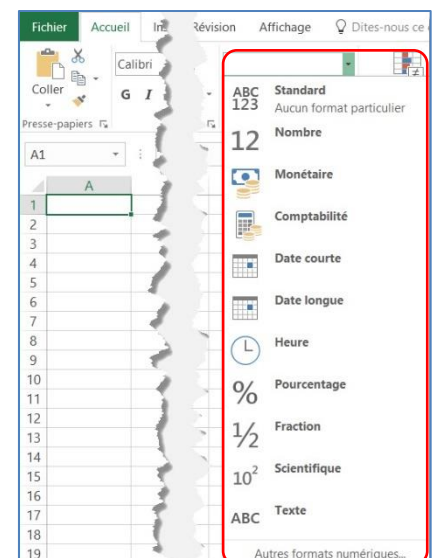 Fichier Accueil Révision Affichage Dites-nous ce
Coller
Calibri
G I
Presse-papiers
A1
A
1
2
3
4
5
6
7
8
9
10
11
12
13
14
15
16
17
18
19
ABC 123 Standard
Aucun format particulier
12 Nombre
Monétaire
Comptabilité
Date courte
Date longue
Heure
% Pourcentage
1/2 Fraction
10² Scientifique
ABC Texte
Autres formats numériques...